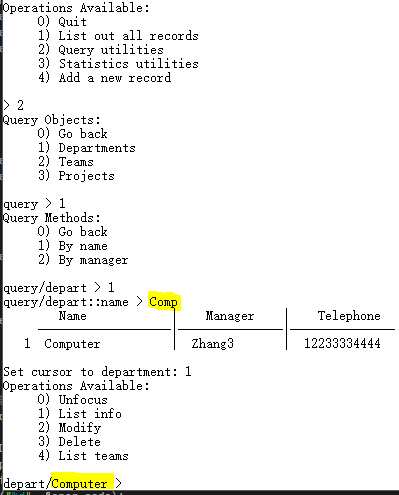 Operations Available:
0) Quit
1) List out all records
2) Query utilities
3) Statistics utilities
4) Add a new record
> 2
Query Objects:
0) Go back
1) Departments
2) Teams
3) Projects
query > 1
Query Methods:
0) Go back
1) By name
2) By manager
query/depart > 1
query/depart::name > Comp
Name Manager Telephone
1 Computer Zhang3 12233334444
Set cursor to department: 1
Operations Available:
0) Unfocus
1) List info
2) Modify
3) Delete
4) List teams
depart/Computer >